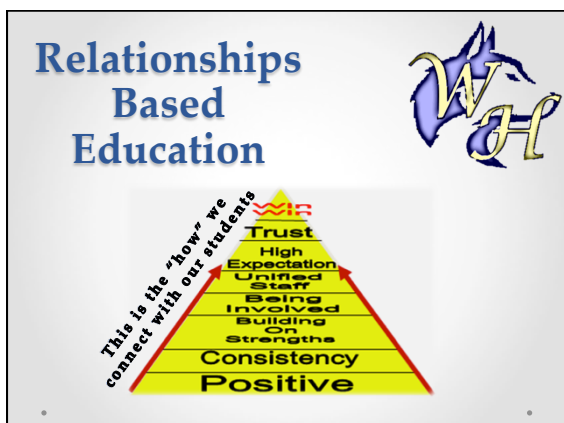 Relationships
Based
Education
WH
This is the "how" we
connect with our students
WIN
Trust
High
Expectation
Unified
Staff
Being
Involved
Building
On
Strengths
Consistency
Positive